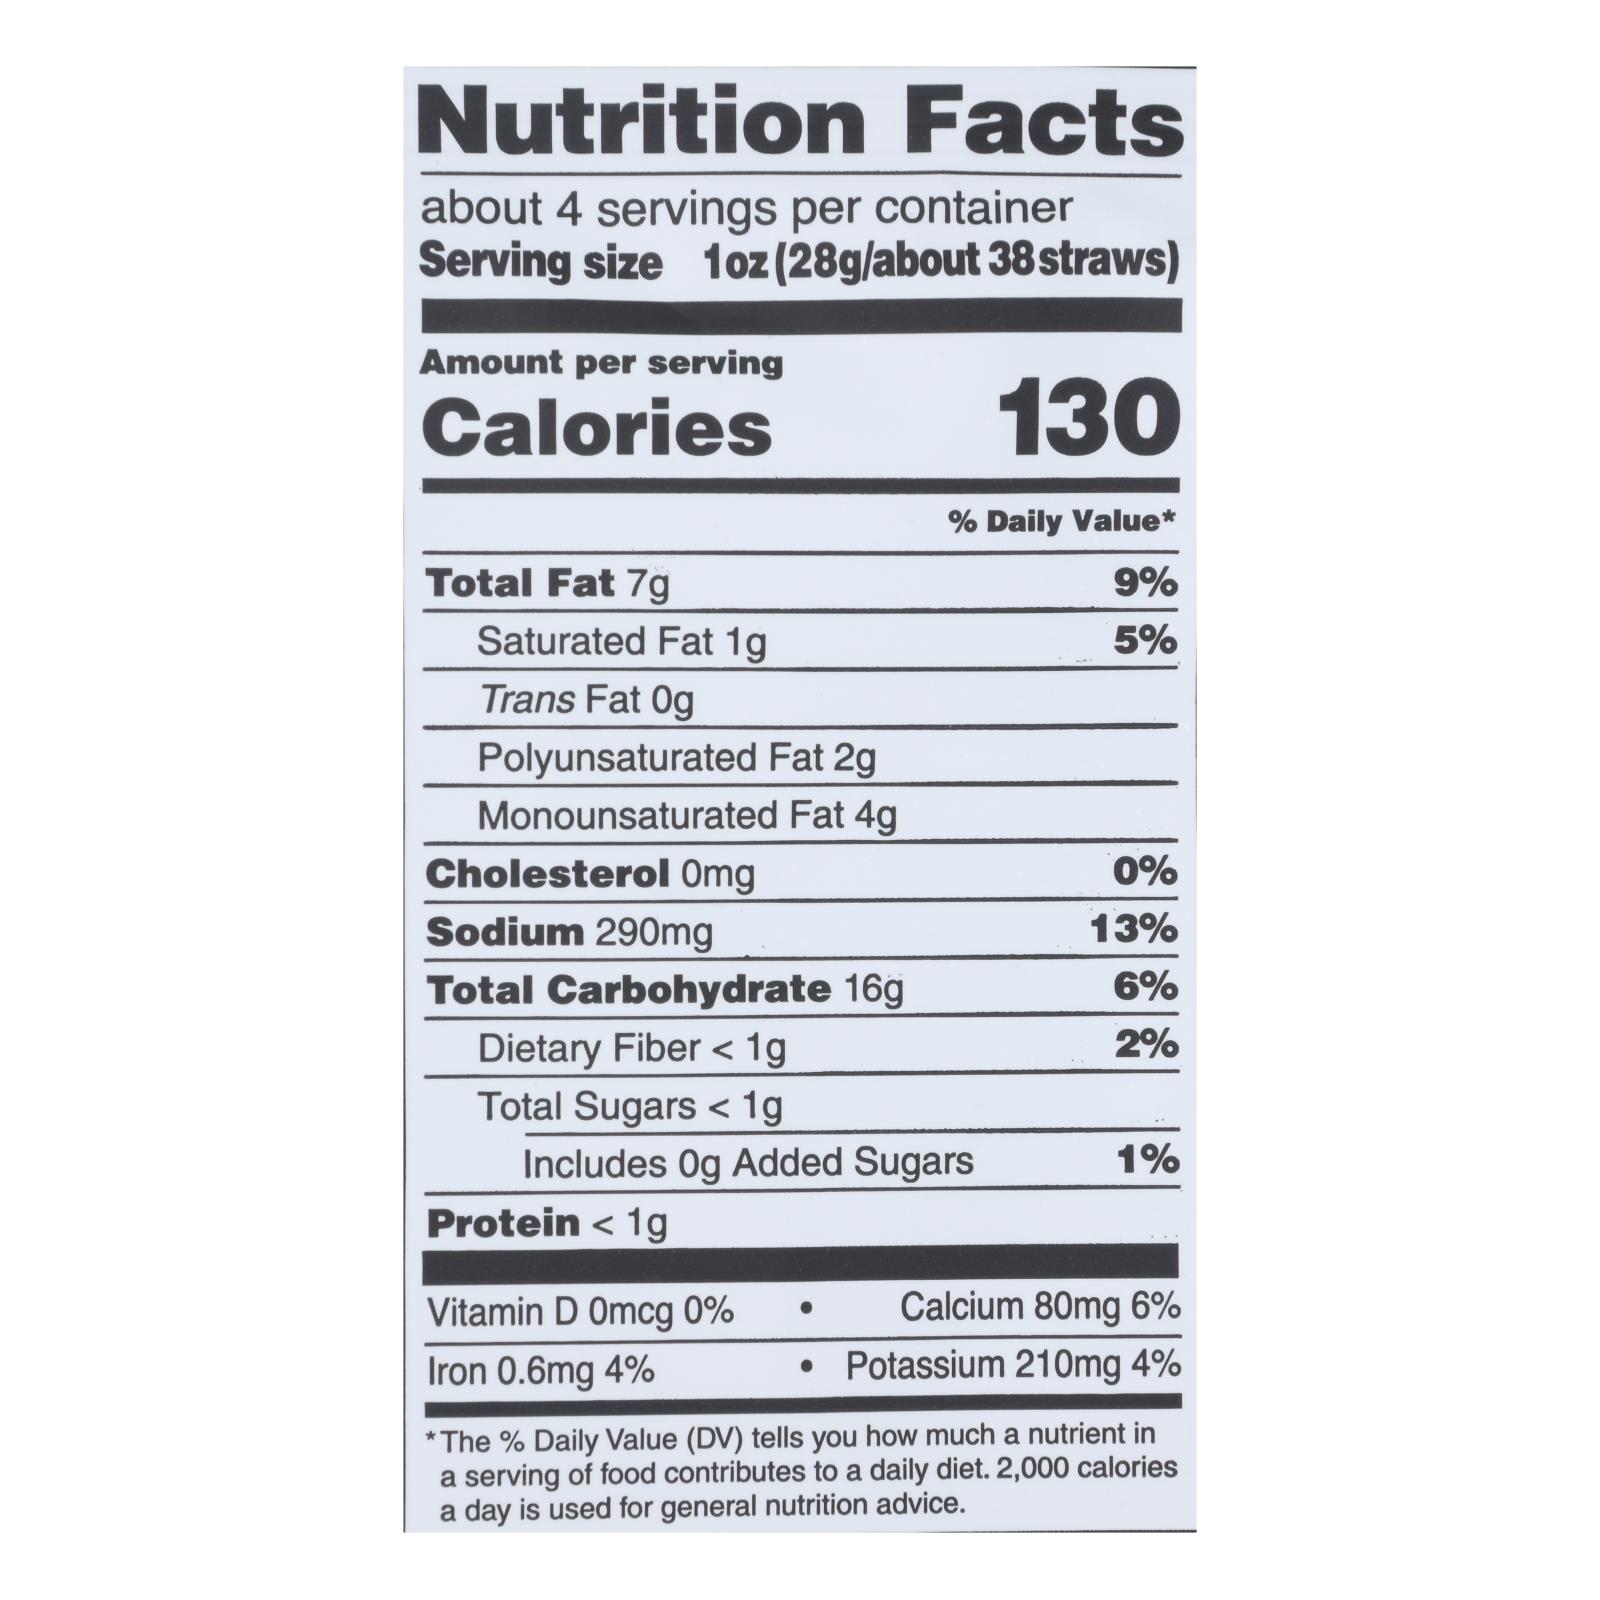 Nutrition Facts
about 4 servings per container
Serving size 1oz (28g/about 38 straws)
Amount per serving
Calories 130
% Daily Value*
Total Fat 7g 9%
Saturated Fat 1g 5%
Trans Fat 0g
Polyunsaturated Fat 2g
Monounsaturated Fat 4g
Cholesterol 0mg 0%
Sodium 290mg 13%
Total Carbohydrate 16g 6%
Dietary Fiber < 1g 2%
Total Sugars < 1g
Includes 0g Added Sugars 1%
Protein < 1g
Vitamin D 0mcg 0% • Calcium 80mg 6%
Iron 0.6mg 4% • Potassium 210mg 4%
*The % Daily Value (DV) tells you how much a nutrient in
a serving of food contributes to a daily diet. 2,000 calories
a day is used for general nutrition advice.